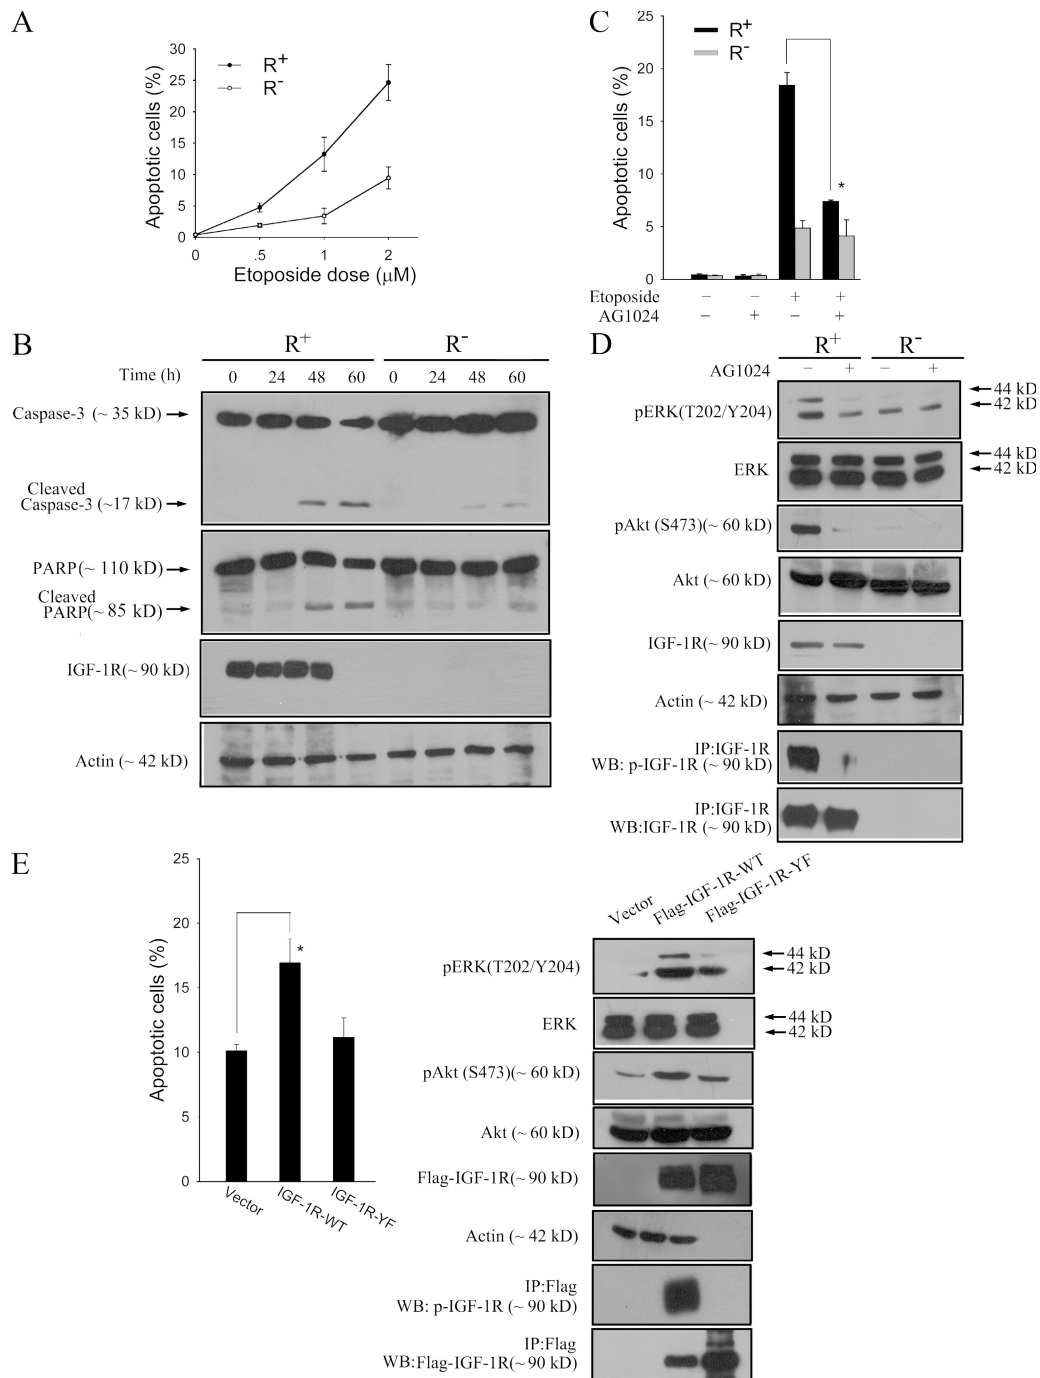 A
Apoptotic cells (%)
30
25
20
15
10
5
0
R+
R-
0 .5 1 2
Etoposide dose (μM)
C
Apoptotic cells (%)
25
20
15
10
5
0
R+
R-
*
Etoposide − − + +
AG1024 − + − +
B
R+ R-
Time (h) 0 24 48 60 0 24 48 60
Caspase-3 (~ 35 kD)
Cleaved
Caspase-3 (~17 kD)
PARP(~ 110 kD)
Cleaved
PARP(~ 85 kD)
IGF-1R(~ 90 kD)
Actin (~ 42 kD)
D
R+ R-
AG1024 − + − +
pERK(T202/Y204)
44 kD
42 kD
ERK
44 kD
42 kD
pAkt (S473)(~ 60 kD)
Akt (~ 60 kD)
IGF-1R(~ 90 kD)
Actin (~ 42 kD)
IP:IGF-1R
WB: p-IGF-1R (~ 90 kD)
IP:IGF-1R
WB:IGF-1R (~ 90 kD)
E
Apoptotic cells (%)
25
20
15
10
5
0
*
Vector
IGF-1R-WT
IGF-1R-YF
Vector
Flag-IGF-1R-WT
Flag-IGF-1R-YF
pERK(T202/Y204)
44 kD
42 kD
ERK
44 kD
42 kD
pAkt (S473)(~ 60 kD)
Akt (~ 60 kD)
Flag-IGF-1R(~ 90 kD)
Actin (~ 42 kD)
IP:Flag
WB: p-IGF-1R (~ 90 kD)
IP:Flag
WB:Flag-IGF-1R(~ 90 kD)